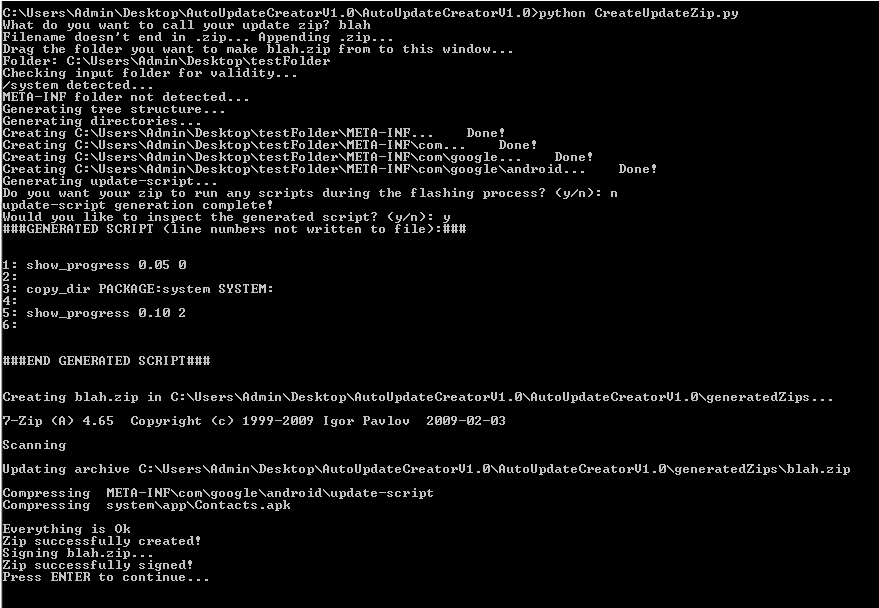 C:\Users\Admin\Desktop\AutoUpdateCreatorV1.0\AutoUpdateCreatorV1.0>python CreateUpdateZip.py
What do you want to call your update zip? blah
Filename doesn't end in .zip... Appending .zip...
Drag the folder you want to make blah.zip from to this window...
Folder: C:\Users\Admin\Desktop\testFolder
Checking input folder for validity...
/system detected...
META-INF folder not detected...
Generating tree structure...
Generating directories...
Creating C:\Users\Admin\Desktop\testFolder\META-INF...    Done!
Creating C:\Users\Admin\Desktop\testFolder\META-INF\com...    Done!
Creating C:\Users\Admin\Desktop\testFolder\META-INF\com\google...    Done!
Creating C:\Users\Admin\Desktop\testFolder\META-INF\com\google\android...    Done!
Generating update-script...
Do you want your zip to run any scripts during the flashing process? (y/n): n
update-script generation complete!
Would you like to inspect the generated script? (y/n): y
###GENERATED SCRIPT (line numbers not written to file):###
1: show_progress 0.05 0
2:
3: copy_dir PACKAGE:system SYSTEM:
4:
5: show_progress 0.10 2
6:
###END GENERATED SCRIPT###
Creating blah.zip in C:\Users\Admin\Desktop\AutoUpdateCreatorV1.0\AutoUpdateCreatorV1.0\generatedZips...
7-Zip (A) 4.65  Copyright (c) 1999-2009 Igor Pavlov  2009-02-03
Scanning
Updating archive C:\Users\Admin\Desktop\AutoUpdateCreatorV1.0\AutoUpdateCreatorV1.0\generatedZips\blah.zip
Compressing  META-INF\com\google\android\update-script
Compressing  system\app\Contacts.apk
Everything is Ok
Zip successfully created!
Signing blah.zip...
Zip successfully signed!
Press ENTER to continue...